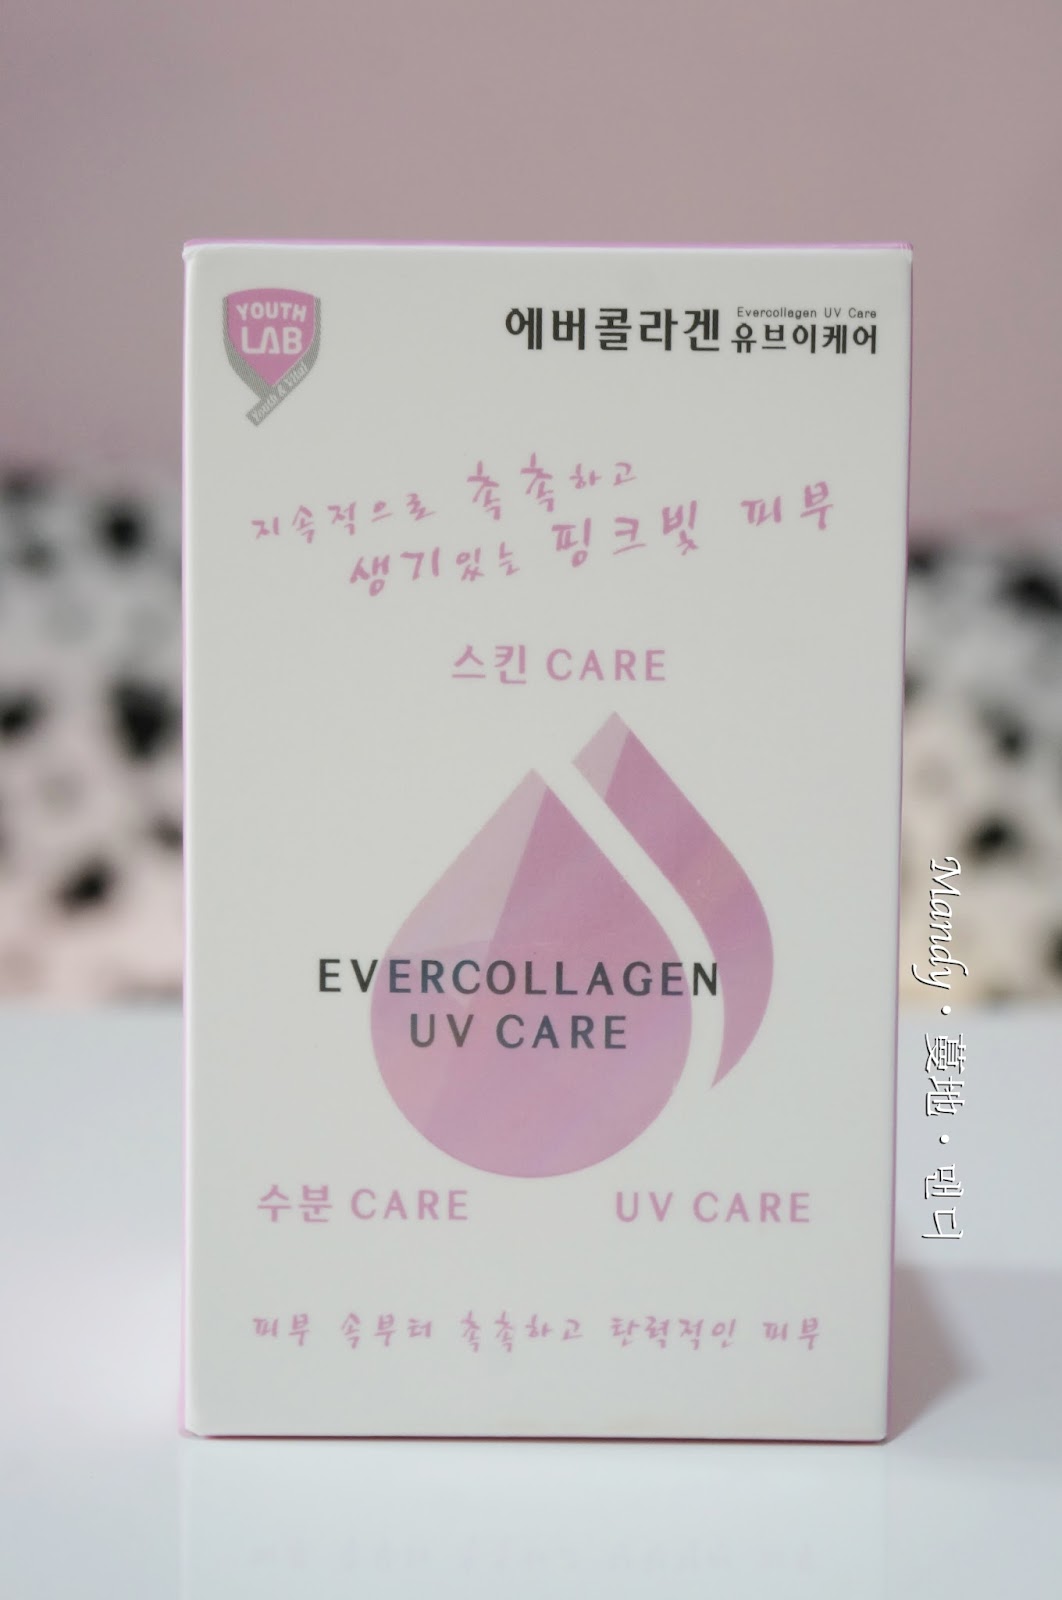 YOUTH
LAB
Youth & Vital
Evercollagen UV Care
에버콜라겐 유브이케어
지속적으로 촉촉하고
생기있는 핑크빛 피부
스킨 CARE
EVERCOLLAGEN
UV CARE
수분 CARE
UV CARE
피부 속부터 촉촉하고 탄력적인 피부
Mandy•蔓地•맨디